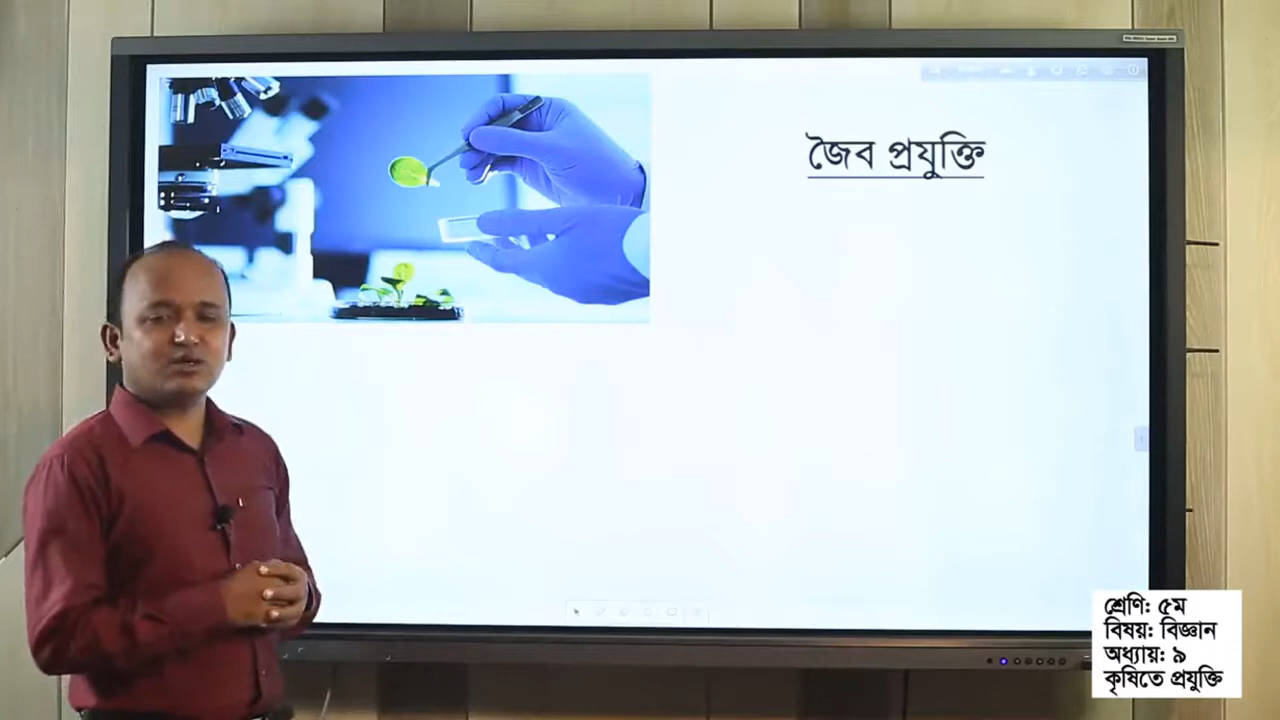 জৈব প্রযুক্তি
শ্রেণি: ৫ম
বিষয়: বিজ্ঞান
অধ্যায়: ৯
কৃষিতে প্রযুক্তি